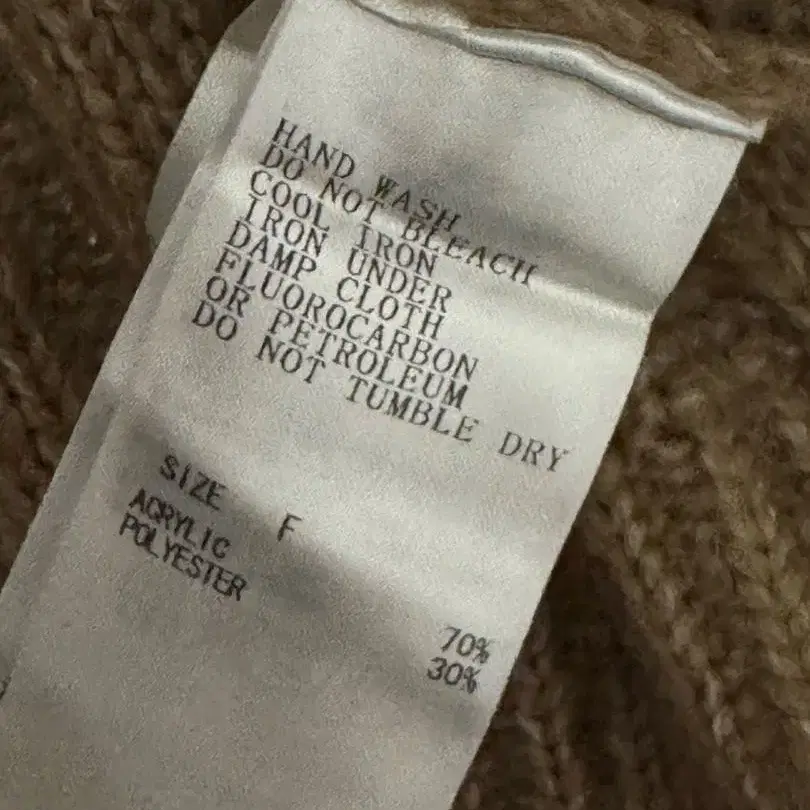 HAND WASH
DO NOT BLEACH
COOL IRON
IRON UNDER
DAMP CLOTH
FLUOROCARBON
OR PETROLEUM
DO NOT TUMBLE DRY
SIZE F
ACRYLIC 70%
POLYESTER 30%